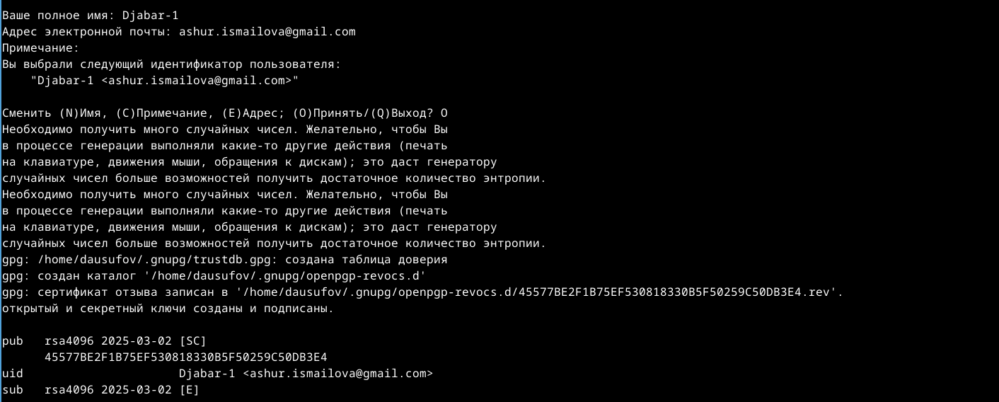 Ваше полное имя: Djabar-1
Адрес электронной почты: ashur.ismailova@gmail.com
Примечание:
Вы выбрали следующий идентификатор пользователя:
    "Djabar-1 <ashur.ismailova@gmail.com>"

Сменить (N)Имя, (C)Примечание, (E)Адрес; (O)Принять/(Q)Выход? O
Необходимо получить много случайных чисел. Желательно, чтобы Вы
в процессе генерации выполняли какие-то другие действия (печать
на клавиатуре, движения мыши, обращения к дискам); это даст генератору
случайных чисел больше возможностей получить достаточное количество энтропии.
Необходимо получить много случайных чисел. Желательно, чтобы Вы
в процессе генерации выполняли какие-то другие действия (печать
на клавиатуре, движения мыши, обращения к дискам); это даст генератору
случайных чисел больше возможностей получить достаточное количество энтропии.
gpg: /home/dausufov/.gnupg/trustdb.gpg: создана таблица доверия
gpg: создан каталог '/home/dausufov/.gnupg/openpgp-revocs.d'
gpg: сертификат отзыва записан в '/home/dausufov/.gnupg/openpgp-revocs.d/45577BE2F1B75EF530818330B5F50259C50DB3E4.rev'.
открытый и секретный ключи созданы и подписаны.

pub   rsa4096 2025-03-02 [SC]
      45577BE2F1B75EF530818330B5F50259C50DB3E4
uid                      Djabar-1 <ashur.ismailova@gmail.com>
sub   rsa4096 2025-03-02 [E]